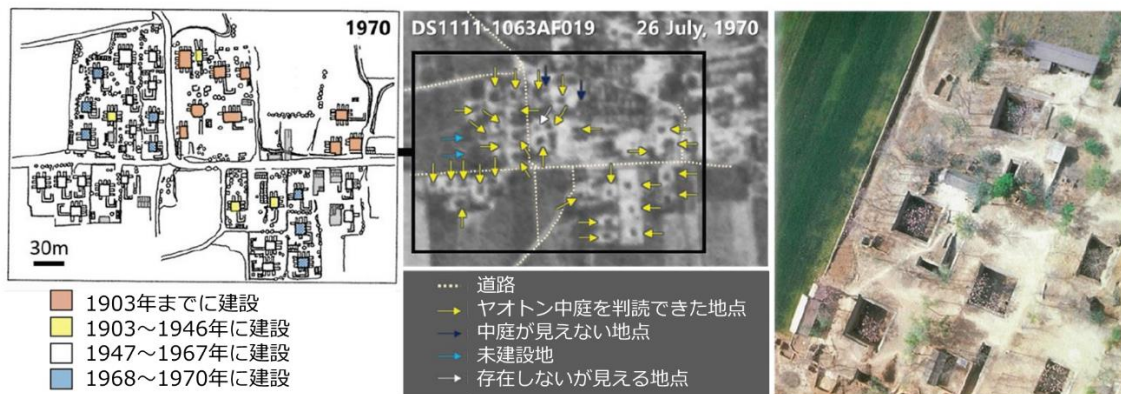 1970
30m
1903年までに建設
1903～1946年に建設
1947～1967年に建設
1968～1970年に建設
DS1111-1063AF019 26 July, 1970
道路
ヤオトン中庭を判読できた地点
中庭が見えない地点
未建設地
存在しないが見える地点